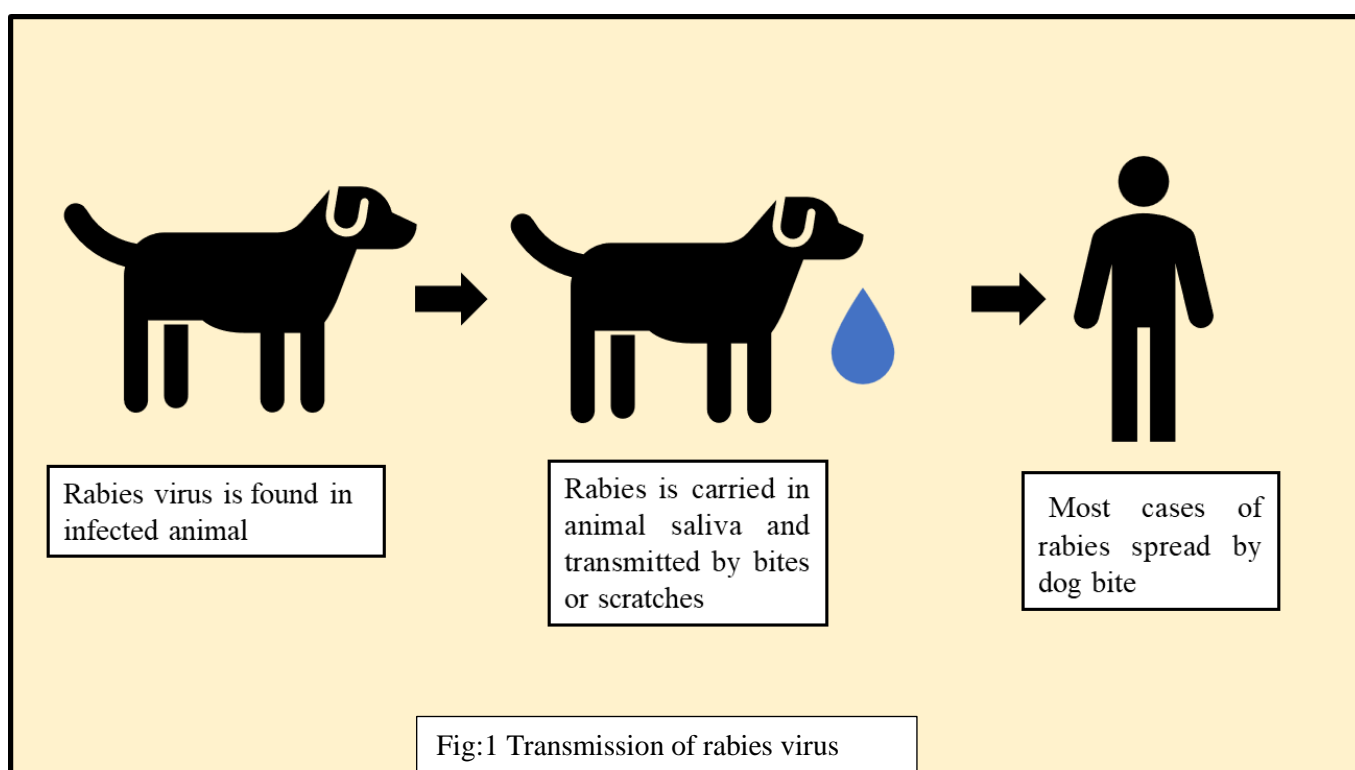 Rabies virus is found in
infected animal
Rabies is carried in
animal saliva and
transmitted by bites
or scratches
Most cases of
rabies spread by
dog bite
Fig:1 Transmission of rabies virus